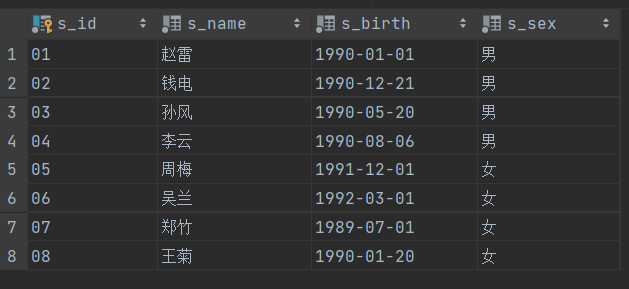 s_id s_name s_birth s_sex
1 01 赵雷 1990-01-01 男
2 02 钱电 1990-12-21 男
3 03 孙风 1990-05-20 男
4 04 李云 1990-08-06 男
5 05 周梅 1991-12-01 女
6 06 吴兰 1992-03-01 女
7 07 郑竹 1989-07-01 女
8 08 王菊 1990-01-20 女